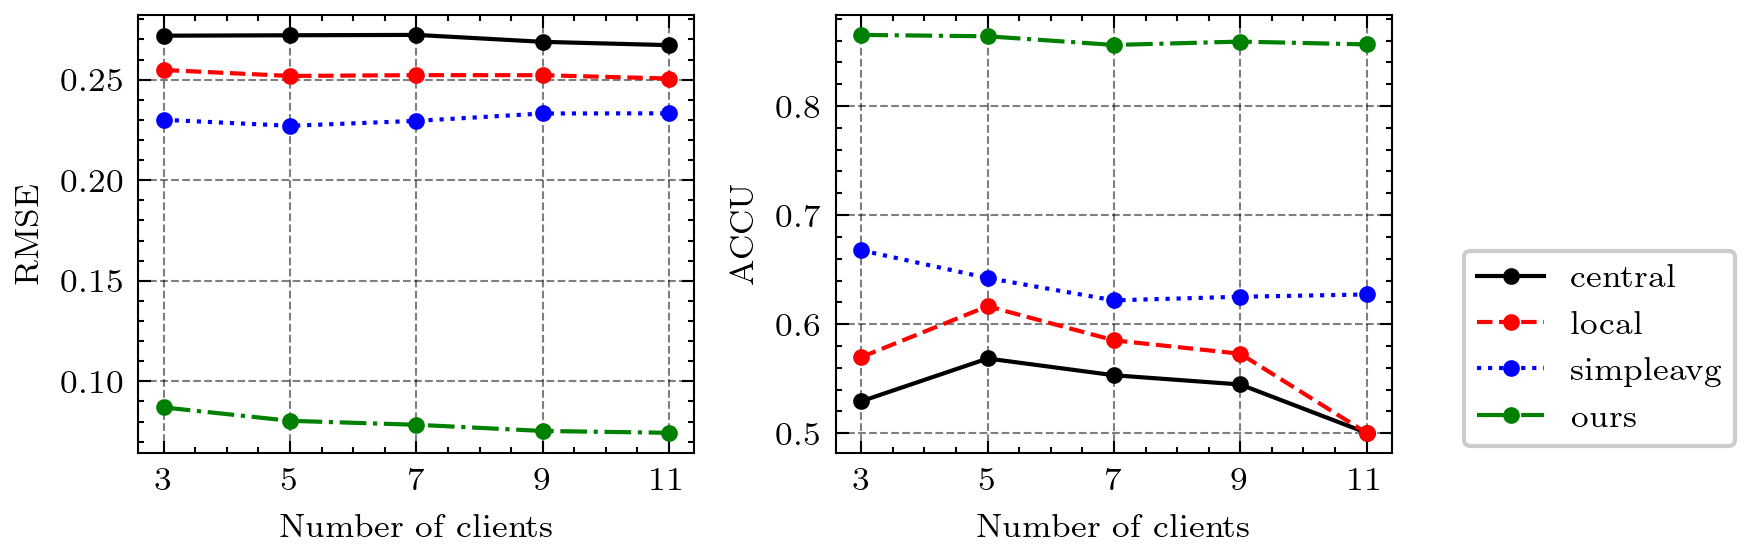 RMSE
0.25
0.20
0.15
0.10
3 5 7 9 11
Number of clients
ACCU
0.8
0.7
0.6
0.5
3 5 7 9 11
Number of clients
central
local
simpleavg
ours